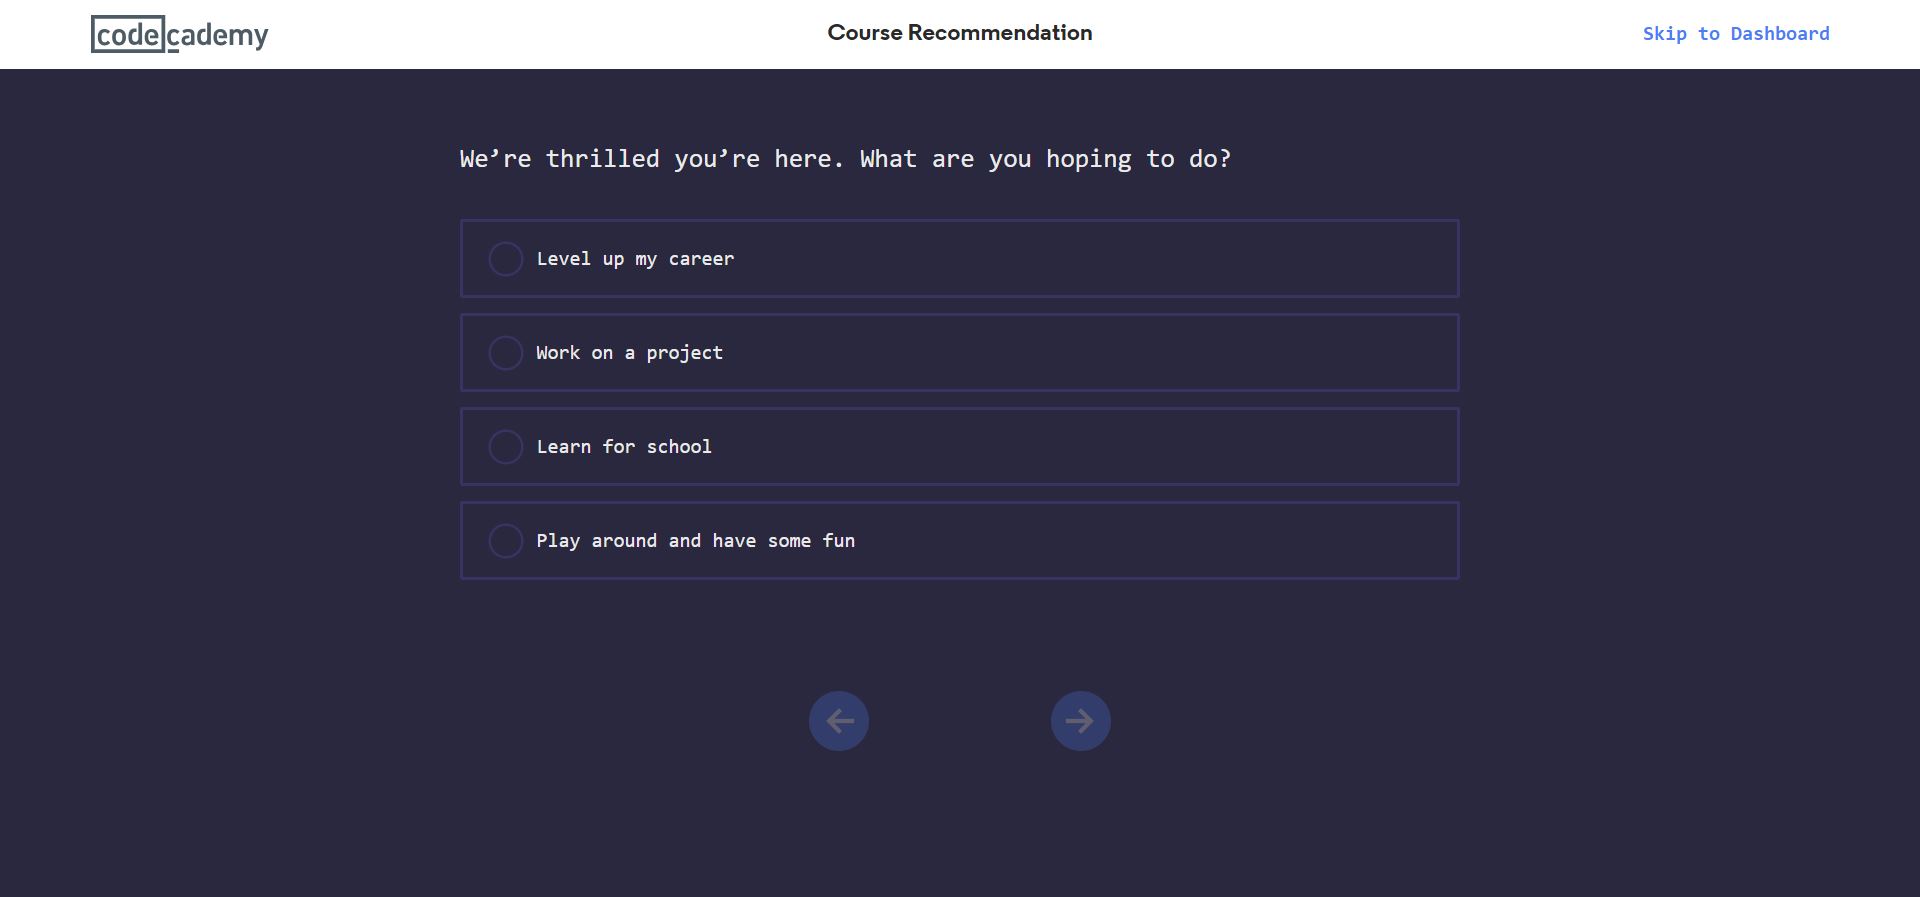 codecademy
Course Recommendation
Skip to Dashboard
We’re thrilled you’re here. What are you hoping to do?
Level up my career
Work on a project
Learn for school
Play around and have some fun